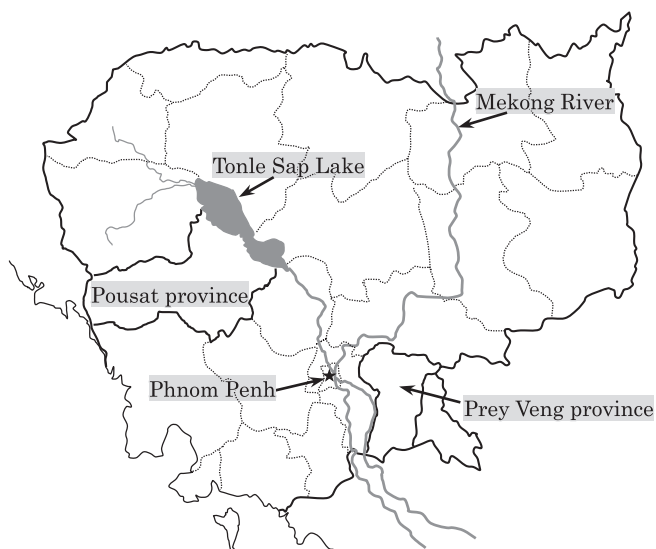 Mekong River
Tonle Sap Lake
Pousat province
Phnom Penh
Prey Veng province